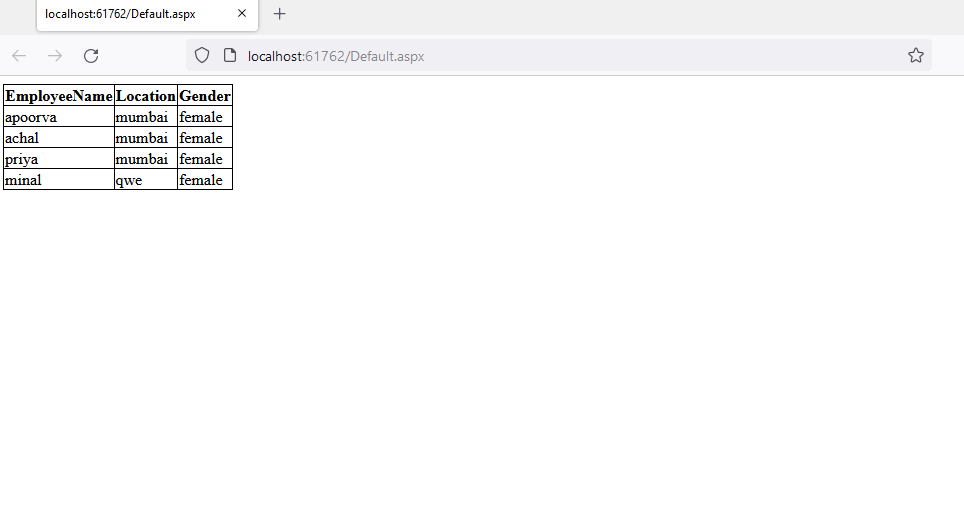 localhost:61762/Default.aspx
localhost:61762/Default.aspx
EmployeeName Location Gender
apoorva mumbai female
achal mumbai female
priya mumbai female
minal qwe female